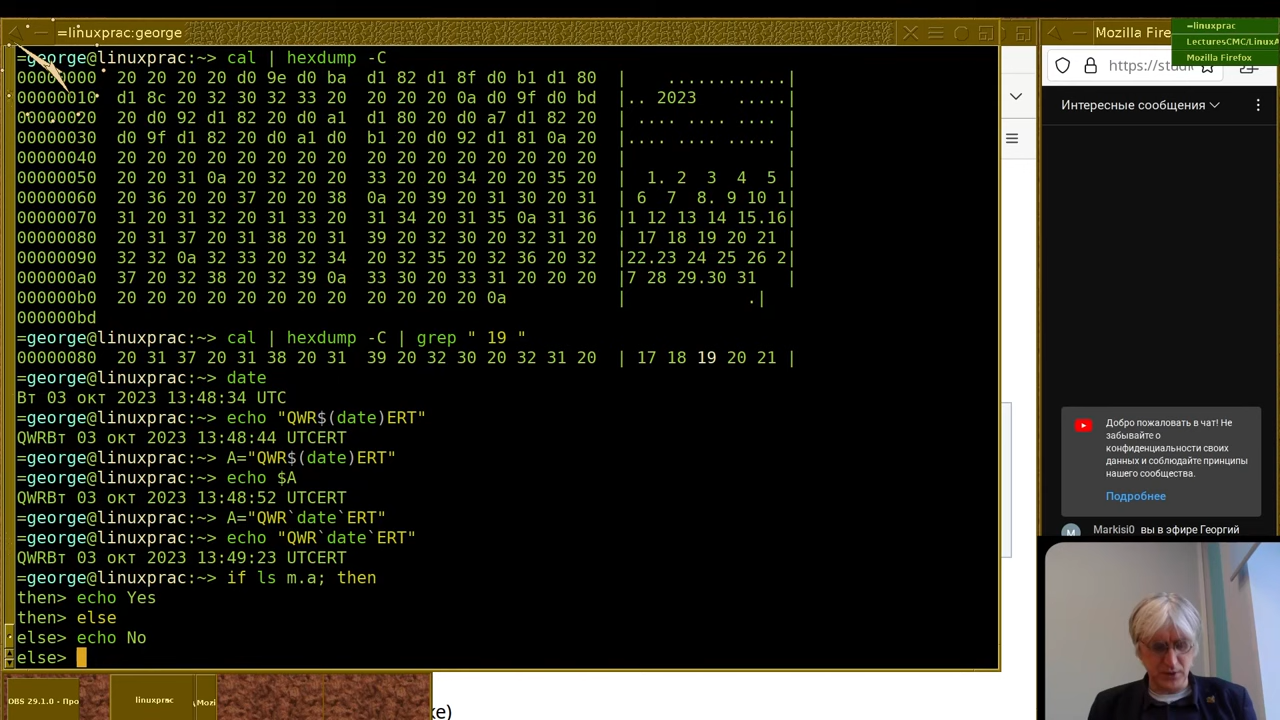 =linuxprac:george
=george@linuxprac:~> cal | hexdump -C
00000000  20 20 20 20 d0 9e d0 ba  d1 82 d1 8f d0 b1 d1 80  |    ............|
00000010  d1 8c 20 32 30 32 33 20  20 20 20 0a d0 9f d0 bd  |.. 2023    .....|
00000020  20 d0 92 d1 82 20 d0 a1  d1 80 20 d0 a7 d1 82 20  | .... .... .... |
00000030  d0 9f d1 82 20 d0 a1 d0  b1 20 d0 92 d1 81 0a 20  |.... .... ..... |
00000040  20 20 20 20 20 20 20 20  20 20 20 20 20 20 20 20  |                |
00000050  20 20 31 0a 20 32 20 20  33 20 20 34 20 20 35 20  |  1. 2  3  4  5 |
00000060  20 36 20 20 37 20 20 38  0a 20 39 20 31 30 20 31  | 6  7  8. 9 10 1|
00000070  31 20 31 32 20 31 33 20  31 34 20 31 35 0a 31 36  |1 12 13 14 15.16|
00000080  20 31 37 20 31 38 20 31  39 20 32 30 20 32 31 20  | 17 18 19 20 21 |
00000090  32 32 0a 32 33 20 32 34  20 32 35 20 32 36 20 32  |22.23 24 25 26 2|
000000a0  37 20 32 38 20 32 39 0a  33 30 20 33 31 20 20 20  |7 28 29.30 31   |
000000b0  20 20 20 20 20 20 20 20  20 20 20 20 0a           |            .|
000000bd
=george@linuxprac:~> cal | hexdump -C | grep " 19 "
00000080  20 31 37 20 31 38 20 31  39 20 32 30 20 32 31 20  | 17 18 19 20 21 |
=george@linuxprac:~> date
Вт 03 окт 2023 13:48:34 UTC
=george@linuxprac:~> echo "QWR$(date)ERT"
QWRВт 03 окт 2023 13:48:44 UTCERT
=george@linuxprac:~> A="QWR$(date)ERT"
=george@linuxprac:~> echo $A
QWRВт 03 окт 2023 13:48:52 UTCERT
=george@linuxprac:~> A="QWR`date`ERT"
=george@linuxprac:~> echo "QWR`date`ERT"
QWRВт 03 окт 2023 13:49:23 UTCERT
=george@linuxprac:~> if ls m.a; then
then> echo Yes
then> else
else> echo No
else>
Mozilla Fire
=linuxprac
LecturesCMC/LinuxA
Mozilla Firefox
https://stud
Интересные сообщения
Добро пожаловать в чат! Не
забывайте о
конфиденциальности своих
данных и соблюдайте принципы
нашего сообщества.
Подробнее
M Markisi0 вы в эфире Георгий
OBS 29.1.0 - Про
linuxprac
Mozi
ке)